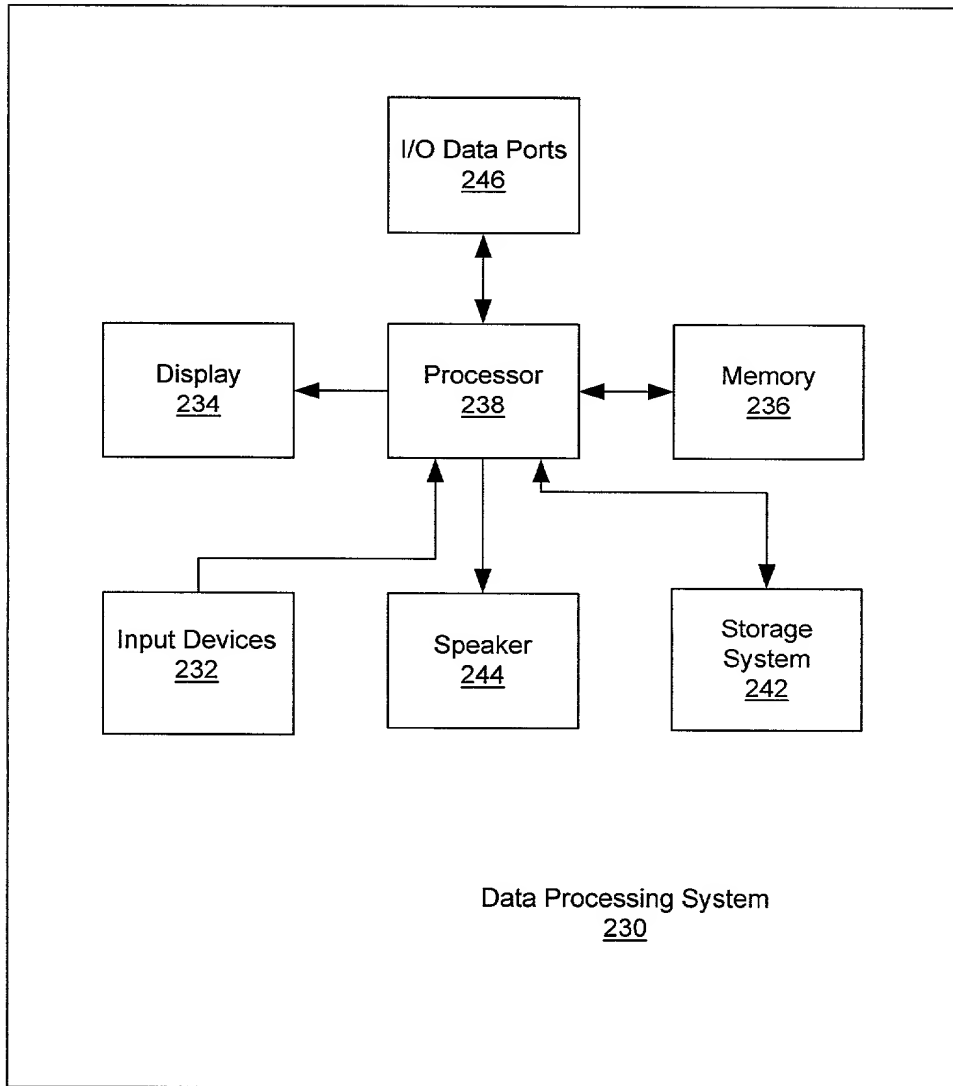 I/O Data Ports
246
Display
234
Processor
238
Memory
236
Input Devices
232
Speaker
244
Storage
System
242
Data Processing System
230